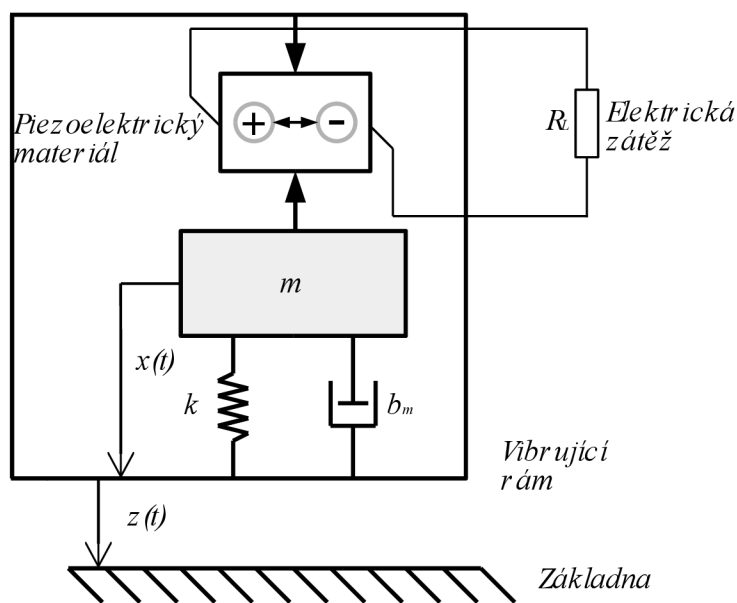 Piezoelektrický
materiál
+
-
R_L
Elektrická
zátěž
m
x(t)
k
b_m
Vibrující
rám
z(t)
Základna